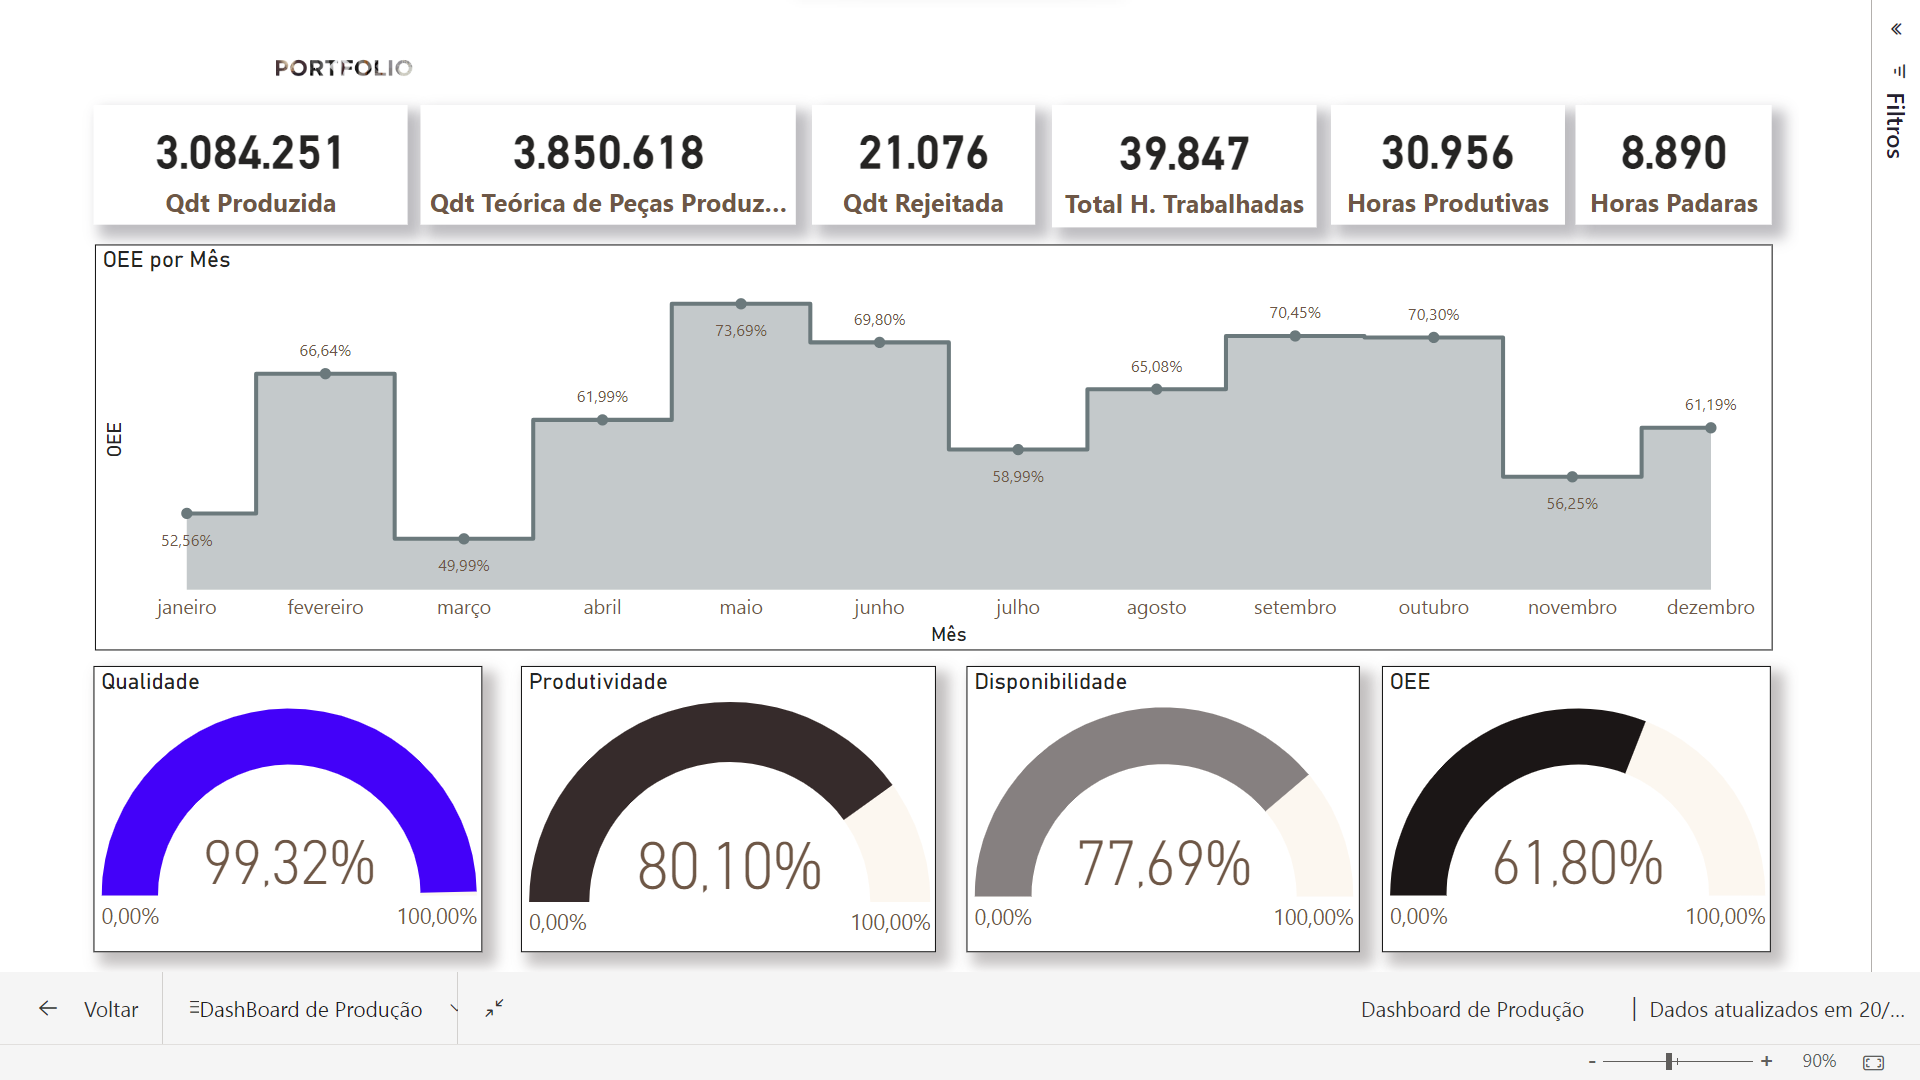 PORTFOLIO
3.084.251
Qdt Produzida
3.850.618
Qdt Teórica de Peças Produz...
21.076
Qdt Rejeitada
39.847
Total H. Trabalhadas
30.956
Horas Produtivas
8.890
Horas Padaras
Filtros
OEE por Mês
OEE
52,56%
66,64%
49,99%
61,99%
73,69%
69,80%
58,99%
65,08%
70,45%
70,30%
56,25%
61,19%
janeiro fevereiro março abril maio junho julho agosto setembro outubro novembro dezembro
Mês
Qualidade
99,32%
0,00% 100,00%
Produtividade
80,10%
0,00% 100,00%
Disponibilidade
77,69%
0,00% 100,00%
OEE
61,80%
0,00% 100,00%
Voltar
DashBoard de Produção
Dashboard de Produção | Dados atualizados em 20/...
- + 90%